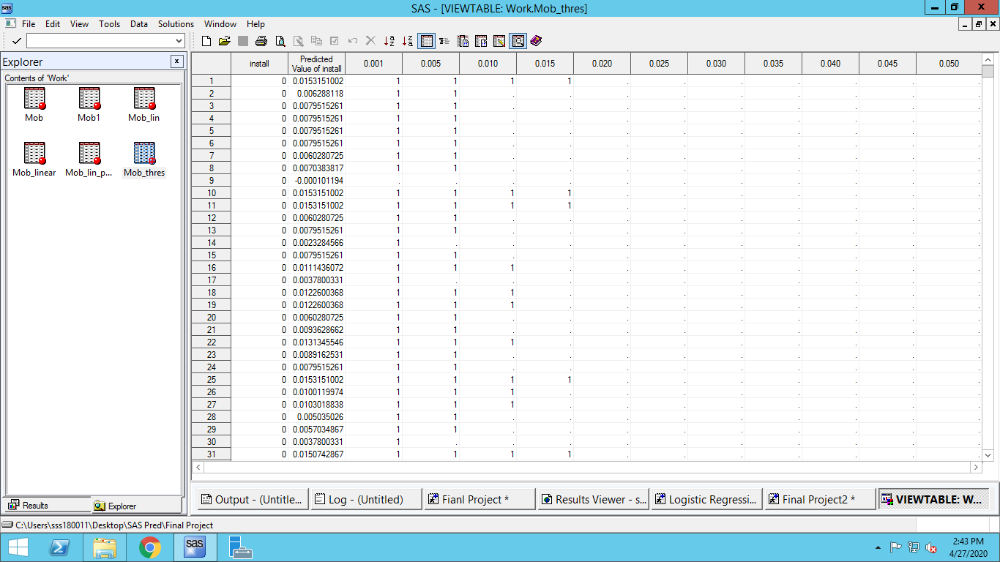 SAS - [VIEWTABLE: Work.Mob_thres]
File Edit View Tools Data Solutions Window Help
Explorer
Contents of 'Work'
Mob Mob1 Mob_lin
Mob_linear Mob_lin_p... Mob_thres
install Predicted Value of install 0.001 0.005 0.010 0.015 0.020 0.025 0.030 0.035 0.040 0.045 0.050
1 0 0.0153151002 1 1 1 1 . . . . . . .
2 0 0.006288118 1 1 . . . . . . . . .
3 0 0.0079515261 1 1 . . . . . . . . .
4 0 0.0079515261 1 1 . . . . . . . . .
5 0 0.0079515261 1 1 . . . . . . . . .
6 0 0.0079515261 1 1 . . . . . . . . .
7 0 0.0060280725 1 1 . . . . . . . . .
8 0 0.0070383817 1 1 . . . . . . . . .
9 0 -0.000101194 . . . . . . . . . . .
10 0 0.0153151002 1 1 1 1 . . . . . . .
11 0 0.0153151002 1 1 1 1 . . . . . . .
12 0 0.0060280725 1 1 . . . . . . . . .
13 0 0.0079515261 1 1 . . . . . . . . .
14 0 0.0023284566 1 . . . . . . . . . .
15 0 0.0079515261 1 1 . . . . . . . . .
16 0 0.0111436072 1 1 1 . . . . . . . .
17 0 0.0037800331 1 . . . . . . . . . .
18 0 0.0122600368 1 1 1 . . . . . . . .
19 0 0.0122600368 1 1 1 . . . . . . . .
20 0 0.0060280725 1 1 . . . . . . . . .
21 0 0.0093628662 1 1 . . . . . . . . .
22 0 0.0131345546 1 1 1 . . . . . . . .
23 0 0.0089162531 1 1 . . . . . . . . .
24 0 0.0079515261 1 1 . . . . . . . . .
25 0 0.0153151002 1 1 1 1 . . . . . . .
26 0 0.0100119974 1 1 1 . . . . . . . .
27 0 0.0103018838 1 1 1 . . . . . . . .
28 0 0.005035026 1 1 . . . . . . . . .
29 0 0.0057034867 1 1 . . . . . . . . .
30 0 0.0037800331 1 . . . . . . . . . .
31 0 0.0150742867 1 1 1 1 . . . . . . .
Results Explorer
Output - (Untitle... Log - (Untitled) Fianl Project * Results Viewer - s... Logistic Regressi... Final Project2 * VIEWTABLE: W...
C:\Users\sss180011\Desktop\SAS Pred\Final Project
sas
2:43 PM
4/27/2020